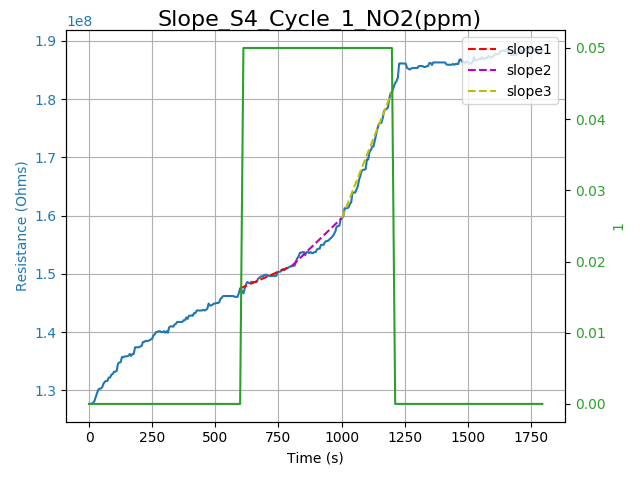 Slope_S4_Cycle_1_NO2(ppm)
1e8
1.9
1.8
1.7
1.6
1.5
1.4
1.3
Resistance (Ohms)
0.05
0.04
0.03
0.02
0.01
0.00
1
slope1
slope2
slope3
0 250 500 750 1000 1250 1500 1750
Time (s)